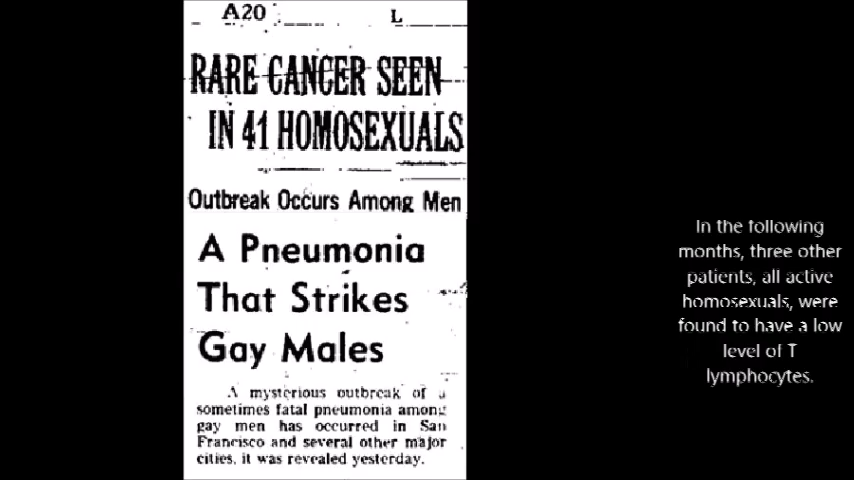 A20 L
RARE CANCER SEEN
IN 41 HOMOSEXUALS
Outbreak Occurs Among Men
A Pneumonia
That Strikes
Gay Males
A mysterious outbreak of a
sometimes fatal pneumonia among
gay men has occurred in San
Francisco and several other major
cities, it was revealed yesterday.
In the following
months, three other
patients, all active
homosexuals, were
found to have a low
level of T
lymphocytes.